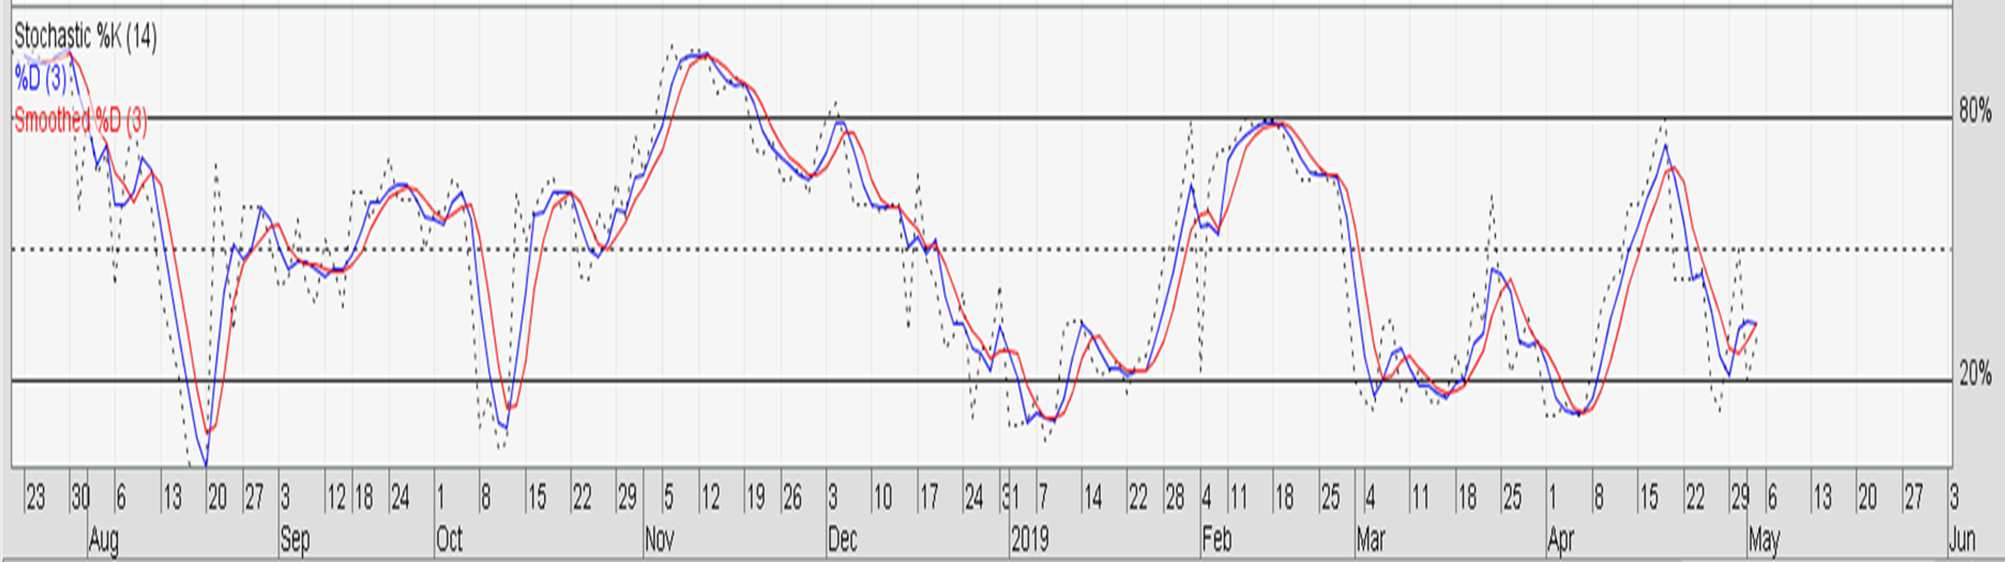 Stochastic %K (14)
%D (3)
Smoothed %D (3)
80%
20%
23 30 6 13 20 27 3 12 18 24 1 8 15 22 29 5 12 19 26 3 10 17 24 31 7 14 22 28 4 11 18 25 4 11 18 25 1 8 15 22 29 6 13 20 27 3
Aug Sep Oct Nov Dec 2019 Feb Mar Apr May Jun